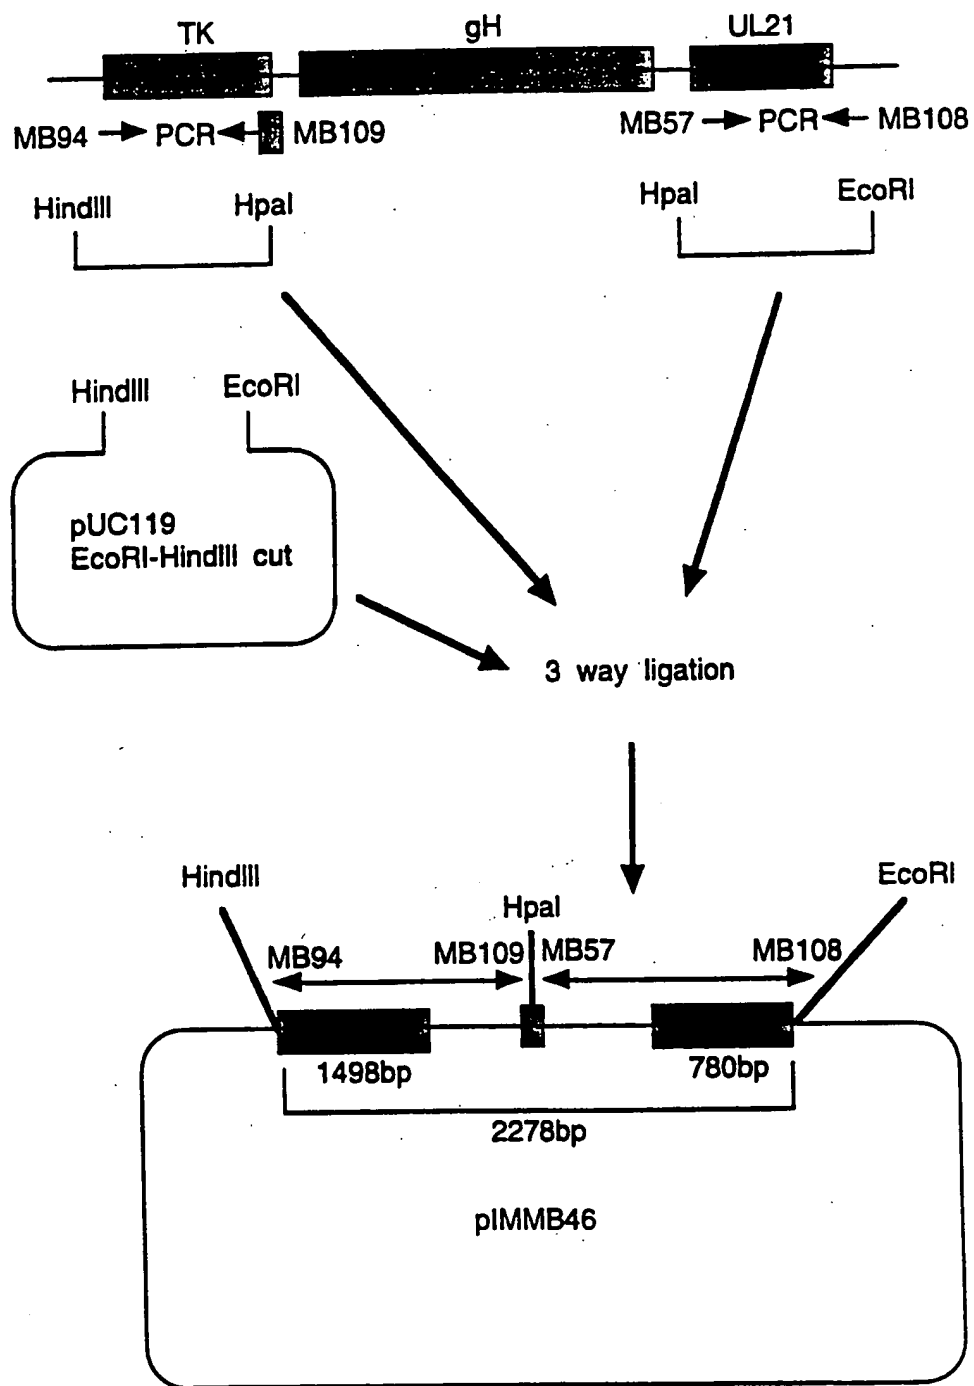 TK gH UL21
MB94 PCR MB109 MB57 PCR MB108
HindIII HpaI HpaI EcoRI
HindIII EcoRI
pUC119
EcoRI-HindIII cut
3 way ligation
HindIII EcoRI
HpaI
MB94 MB109 MB57 MB108
1498bp 780bp
2278bp
pIMMB46